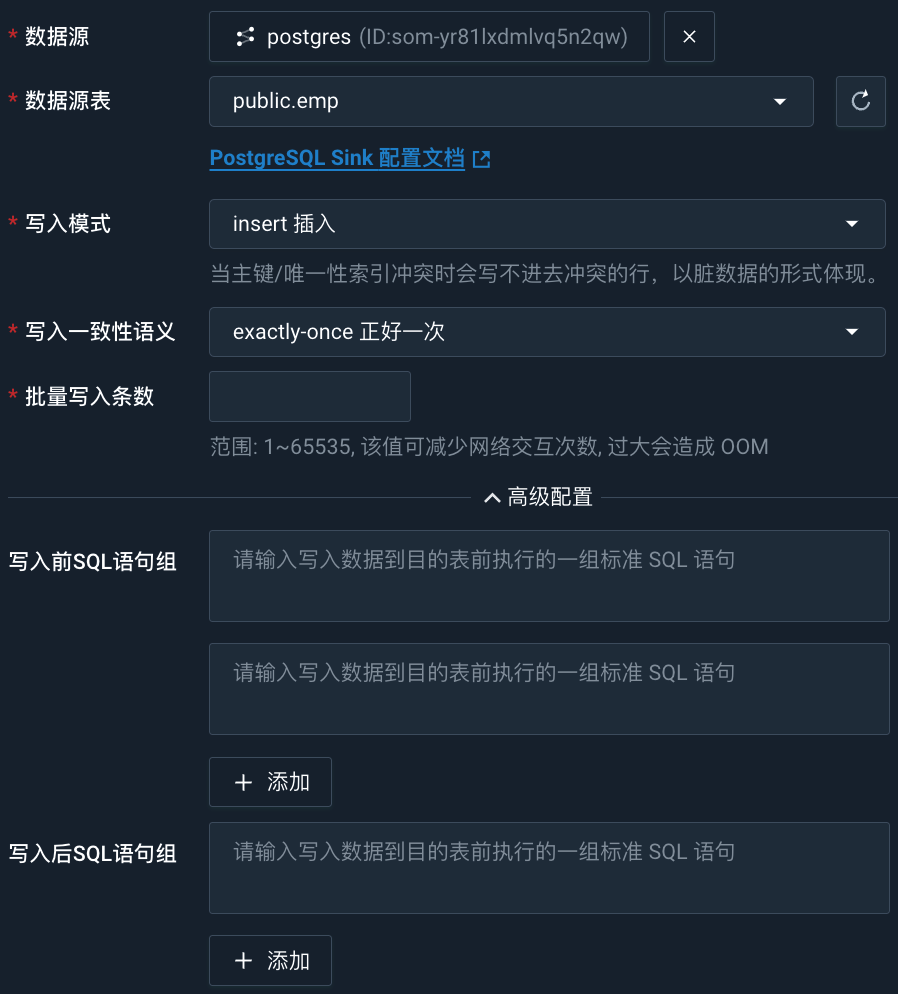 * 数据源 postgres (ID:som-yr81lxdmlvq5n2qw)
* 数据源表 public.emp
PostgreSQL Sink 配置文档
* 写入模式 insert 插入
当主键/唯一性索引冲突时会写不进去冲突的行，以脏数据的形式体现。
* 写入一致性语义 exactly-once 正好一次
* 批量写入条数
范围: 1~65535, 该值可减少网络交互次数, 过大会造成 OOM
高级配置
写入前SQL语句组 请输入写入数据到目的表前执行的一组标准 SQL 语句
请输入写入数据到目的表前执行的一组标准 SQL 语句
添加
写入后SQL语句组 请输入写入数据到目的表前执行的一组标准 SQL 语句
添加